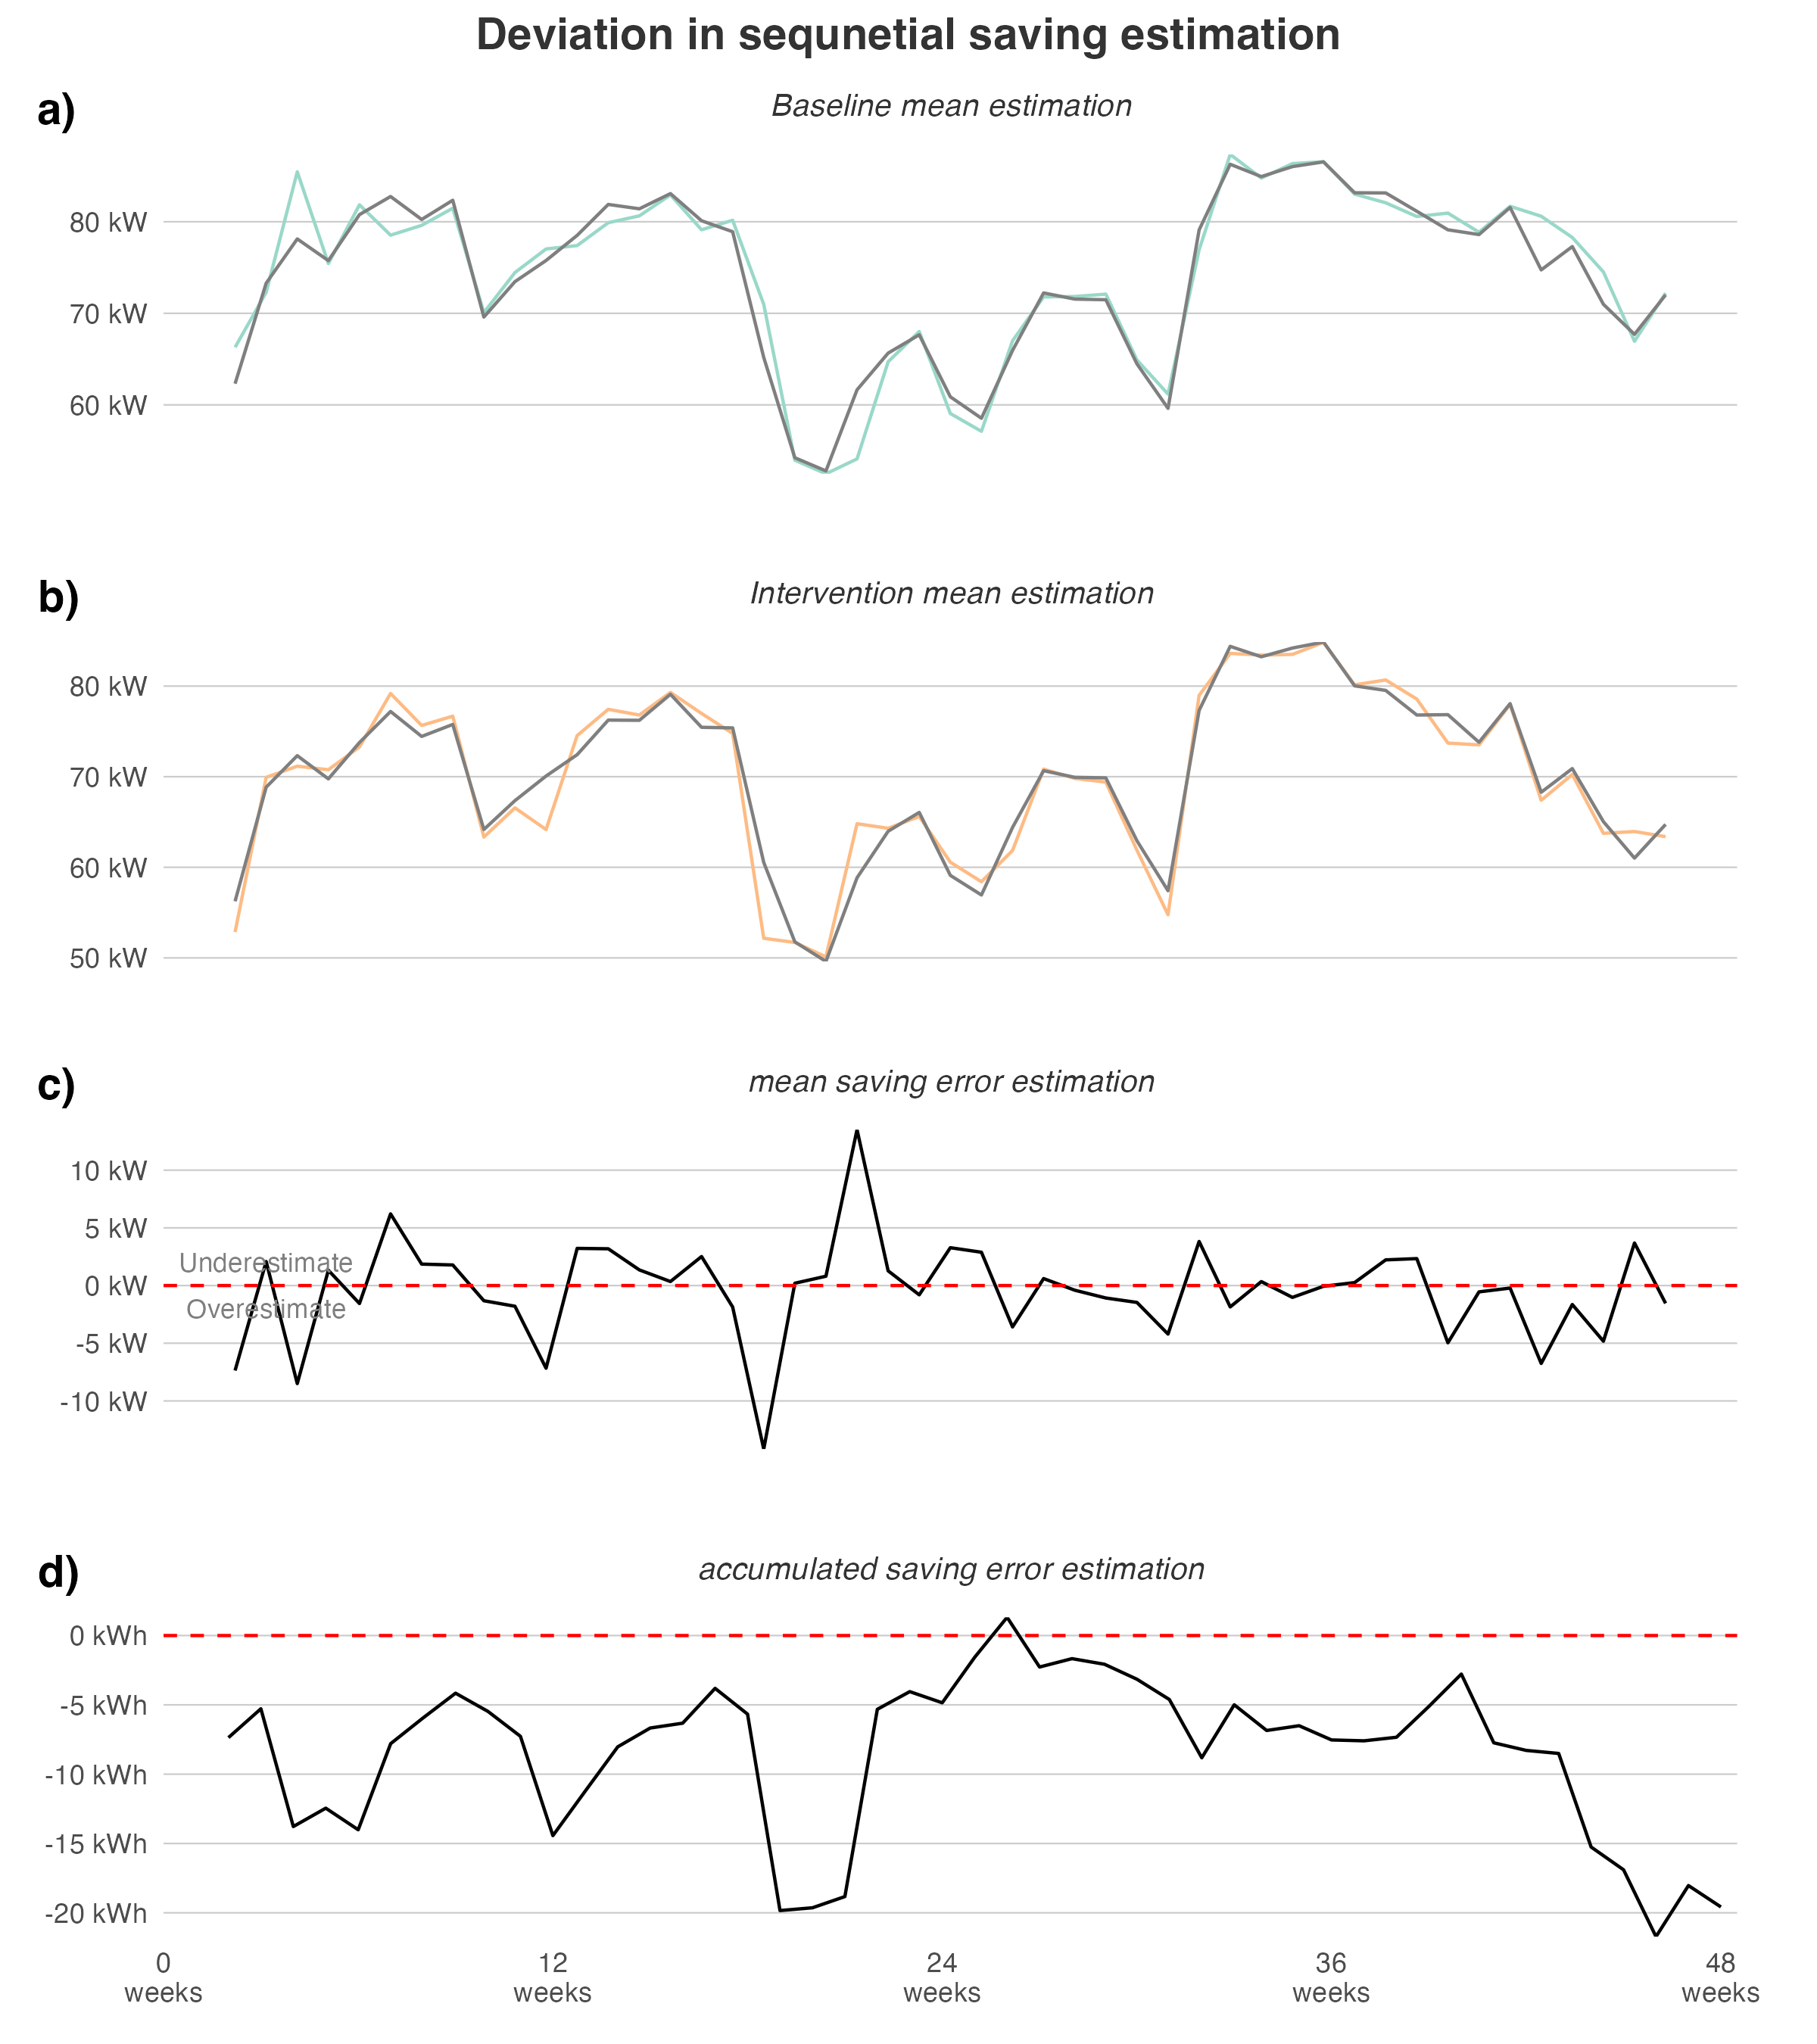 Deviation in sequnetial saving estimation
a)
Baseline mean estimation
80 kW
70 kW
60 kW
b)
Intervention mean estimation
80 kW
70 kW
60 kW
50 kW
c)
mean saving error estimation
10 kW
5 kW
Underestimate
0 kW
Overestimate
-5 kW
-10 kW
d)
accumulated saving error estimation
0 kWh
-5 kWh
-10 kWh
-15 kWh
-20 kWh
0 12 24 36 48
weeks weeks weeks weeks weeks